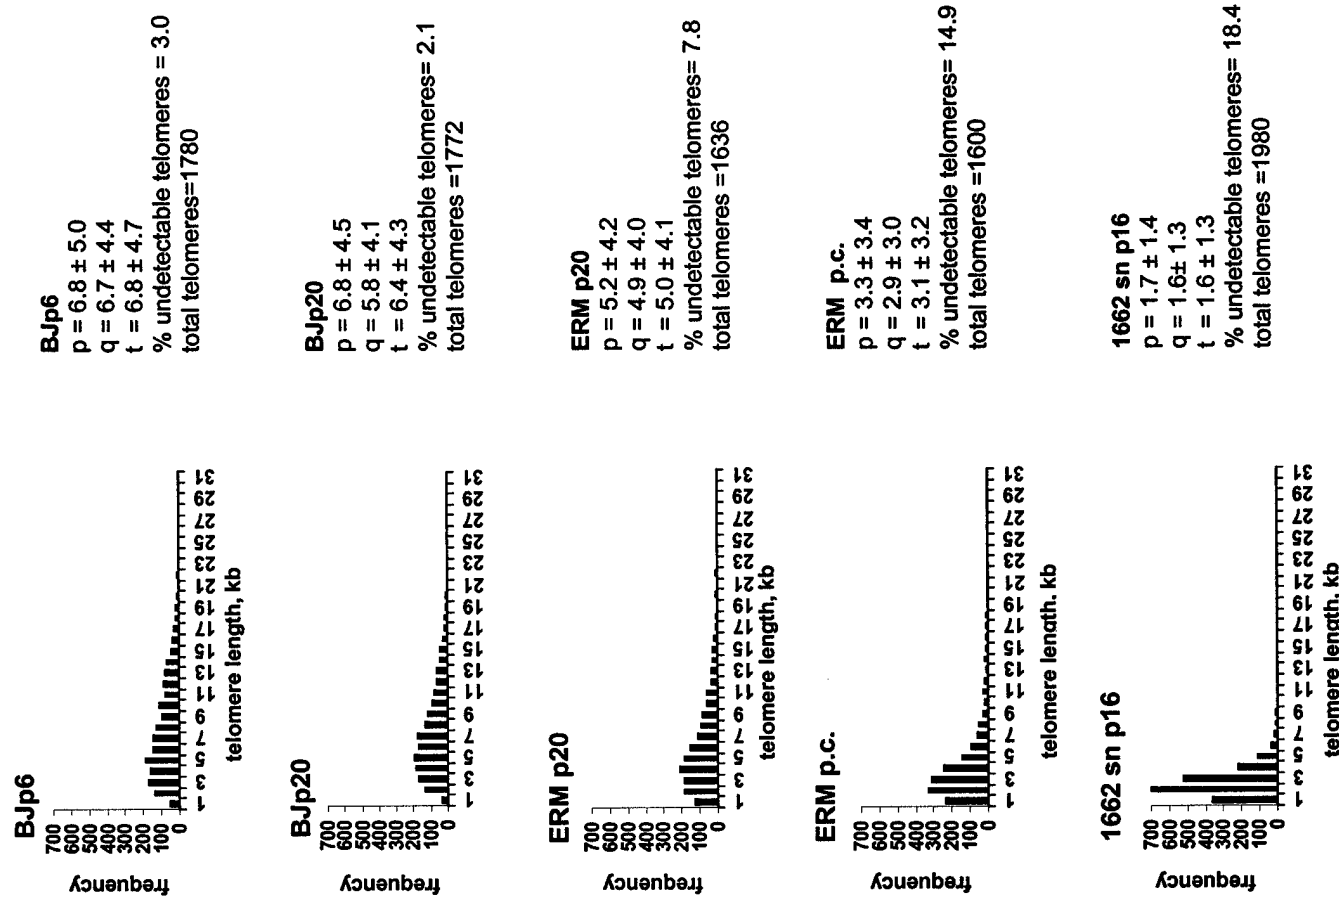 BJp6
frequency
700
600
500
400
300
200
100
0
1
3
5
7
9
11
13
15
17
19
21
23
25
27
29
31
telomere length, kb
BJp6
p = 6.8 ± 5.0
q = 6.7 ± 4.4
t = 6.8 ± 4.7
% undetectable telomeres = 3.0
total telomeres=1780
BJp20
frequency
700
600
500
400
300
200
100
0
1
3
5
7
9
11
13
15
17
19
21
23
25
27
29
31
BJp20
p = 6.8 ± 4.5
q = 5.8 ± 4.1
t = 6.4 ± 4.3
% undetectable telomeres= 2.1
total telomeres =1772
ERM p20
frequency
700
600
500
400
300
200
100
0
1
3
5
7
9
11
13
15
17
19
21
23
25
27
29
31
telomere length, kb
ERM p20
p = 5.2 ± 4.2
q = 4.9 ± 4.0
t = 5.0 ± 4.1
% undetectable telomeres= 7.8
total telomeres =1636
ERM p.c.
frequency
700
600
500
400
300
200
100
0
1
3
5
7
9
11
13
15
17
19
21
23
25
27
29
31
telomere length. kb
ERM p.c.
p = 3.3 ± 3.4
q = 2.9 ± 3.0
t = 3.1 ± 3.2
% undetectable telomeres= 14.9
total telomeres =1600
1662 sn p16
frequency
700
600
500
400
300
200
100
0
1
3
5
7
9
11
13
15
17
19
21
23
25
27
29
31
telomere length, kb
1662 sn p16
p = 1.7 ± 1.4
q = 1.6± 1.3
t = 1.6 ± 1.3
% undetectable telomeres= 18.4
total telomeres =1980